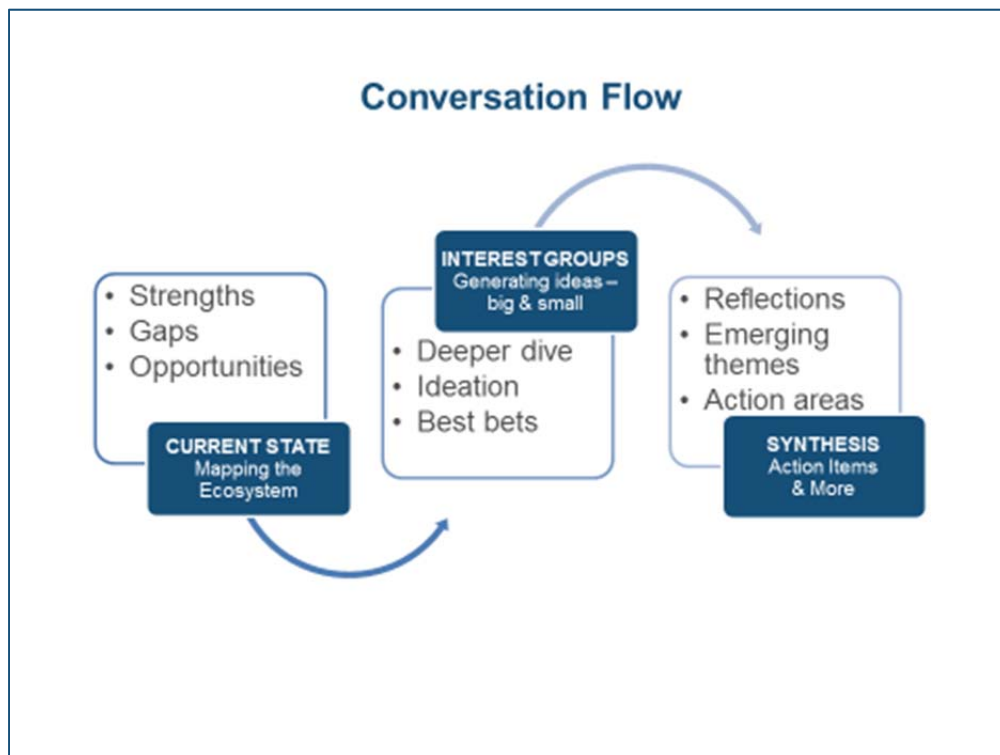 Conversation Flow
• Strengths
• Gaps
• Opportunities
CURRENT STATE
Mapping the
Ecosystem
INTEREST GROUPS
Generating ideas –
big & small
• Deeper dive
• Ideation
• Best bets
• Reflections
• Emerging
themes
• Action areas
SYNTHESIS
Action Items
& More